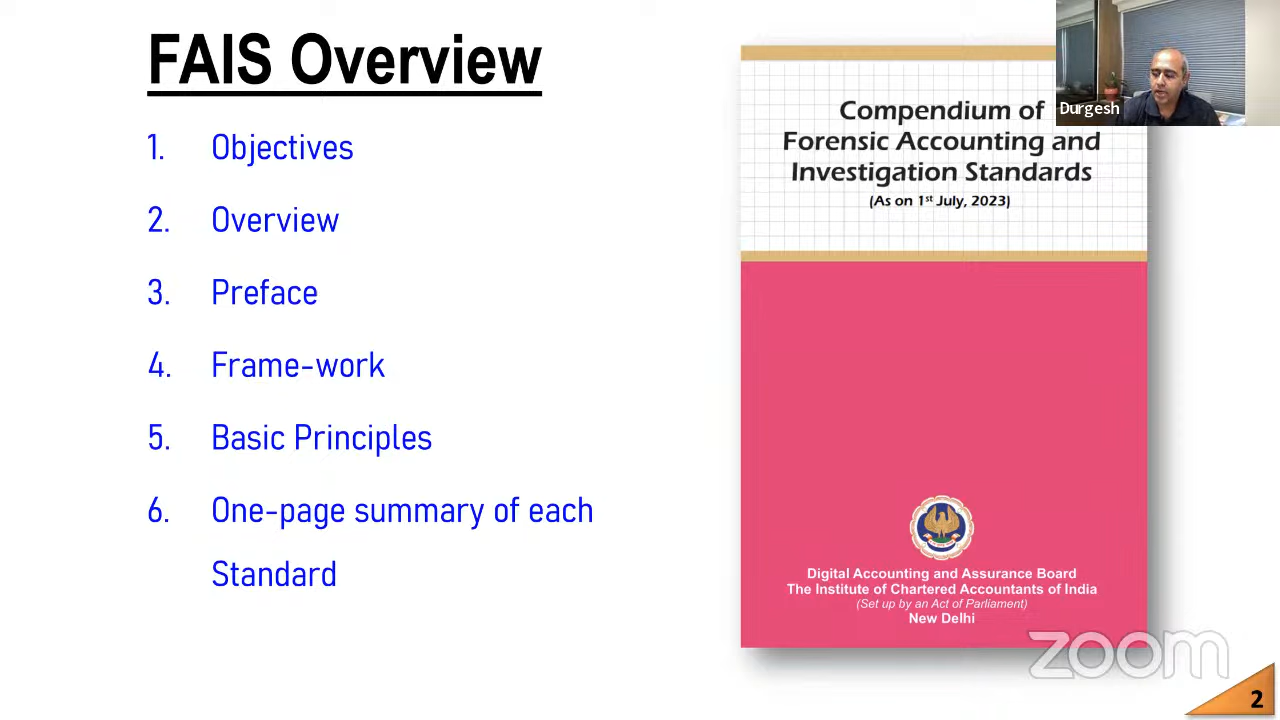 FAIS Overview
1. Objectives
2. Overview
3. Preface
4. Frame-work
5. Basic Principles
6. One-page summary of each
Standard
Compendium of
Forensic Accounting and
Investigation Standards
(As on 1st July, 2023)
Digital Accounting and Assurance Board
The Institute of Chartered Accountants of India
(Set up by an Act of Parliament)
New Delhi
Durgesh
zoom
2